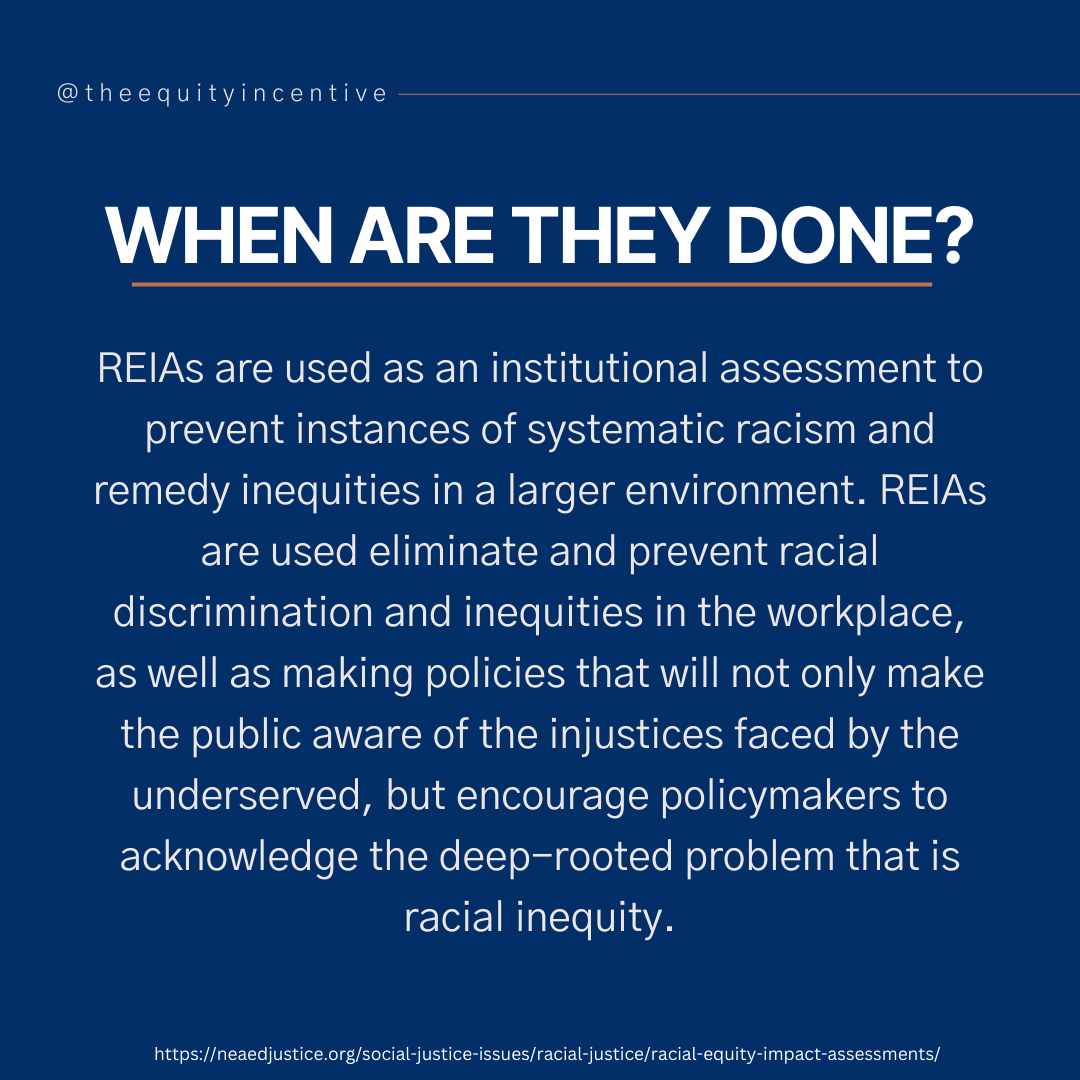 @theequityincentive
WHEN ARE THEY DONE?
REIAs are used as an institutional assessment to
prevent instances of systematic racism and
remedy inequities in a larger environment. REIAs
are used eliminate and prevent racial
discrimination and inequities in the workplace,
as well as making policies that will not only make
the public aware of the injustices faced by the
underserved, but encourage policymakers to
acknowledge the deep–rooted problem that is
racial inequity.
https://neaedjustice.org/social-justice-issues/racial-justice/racial-equity-impact-assessments/